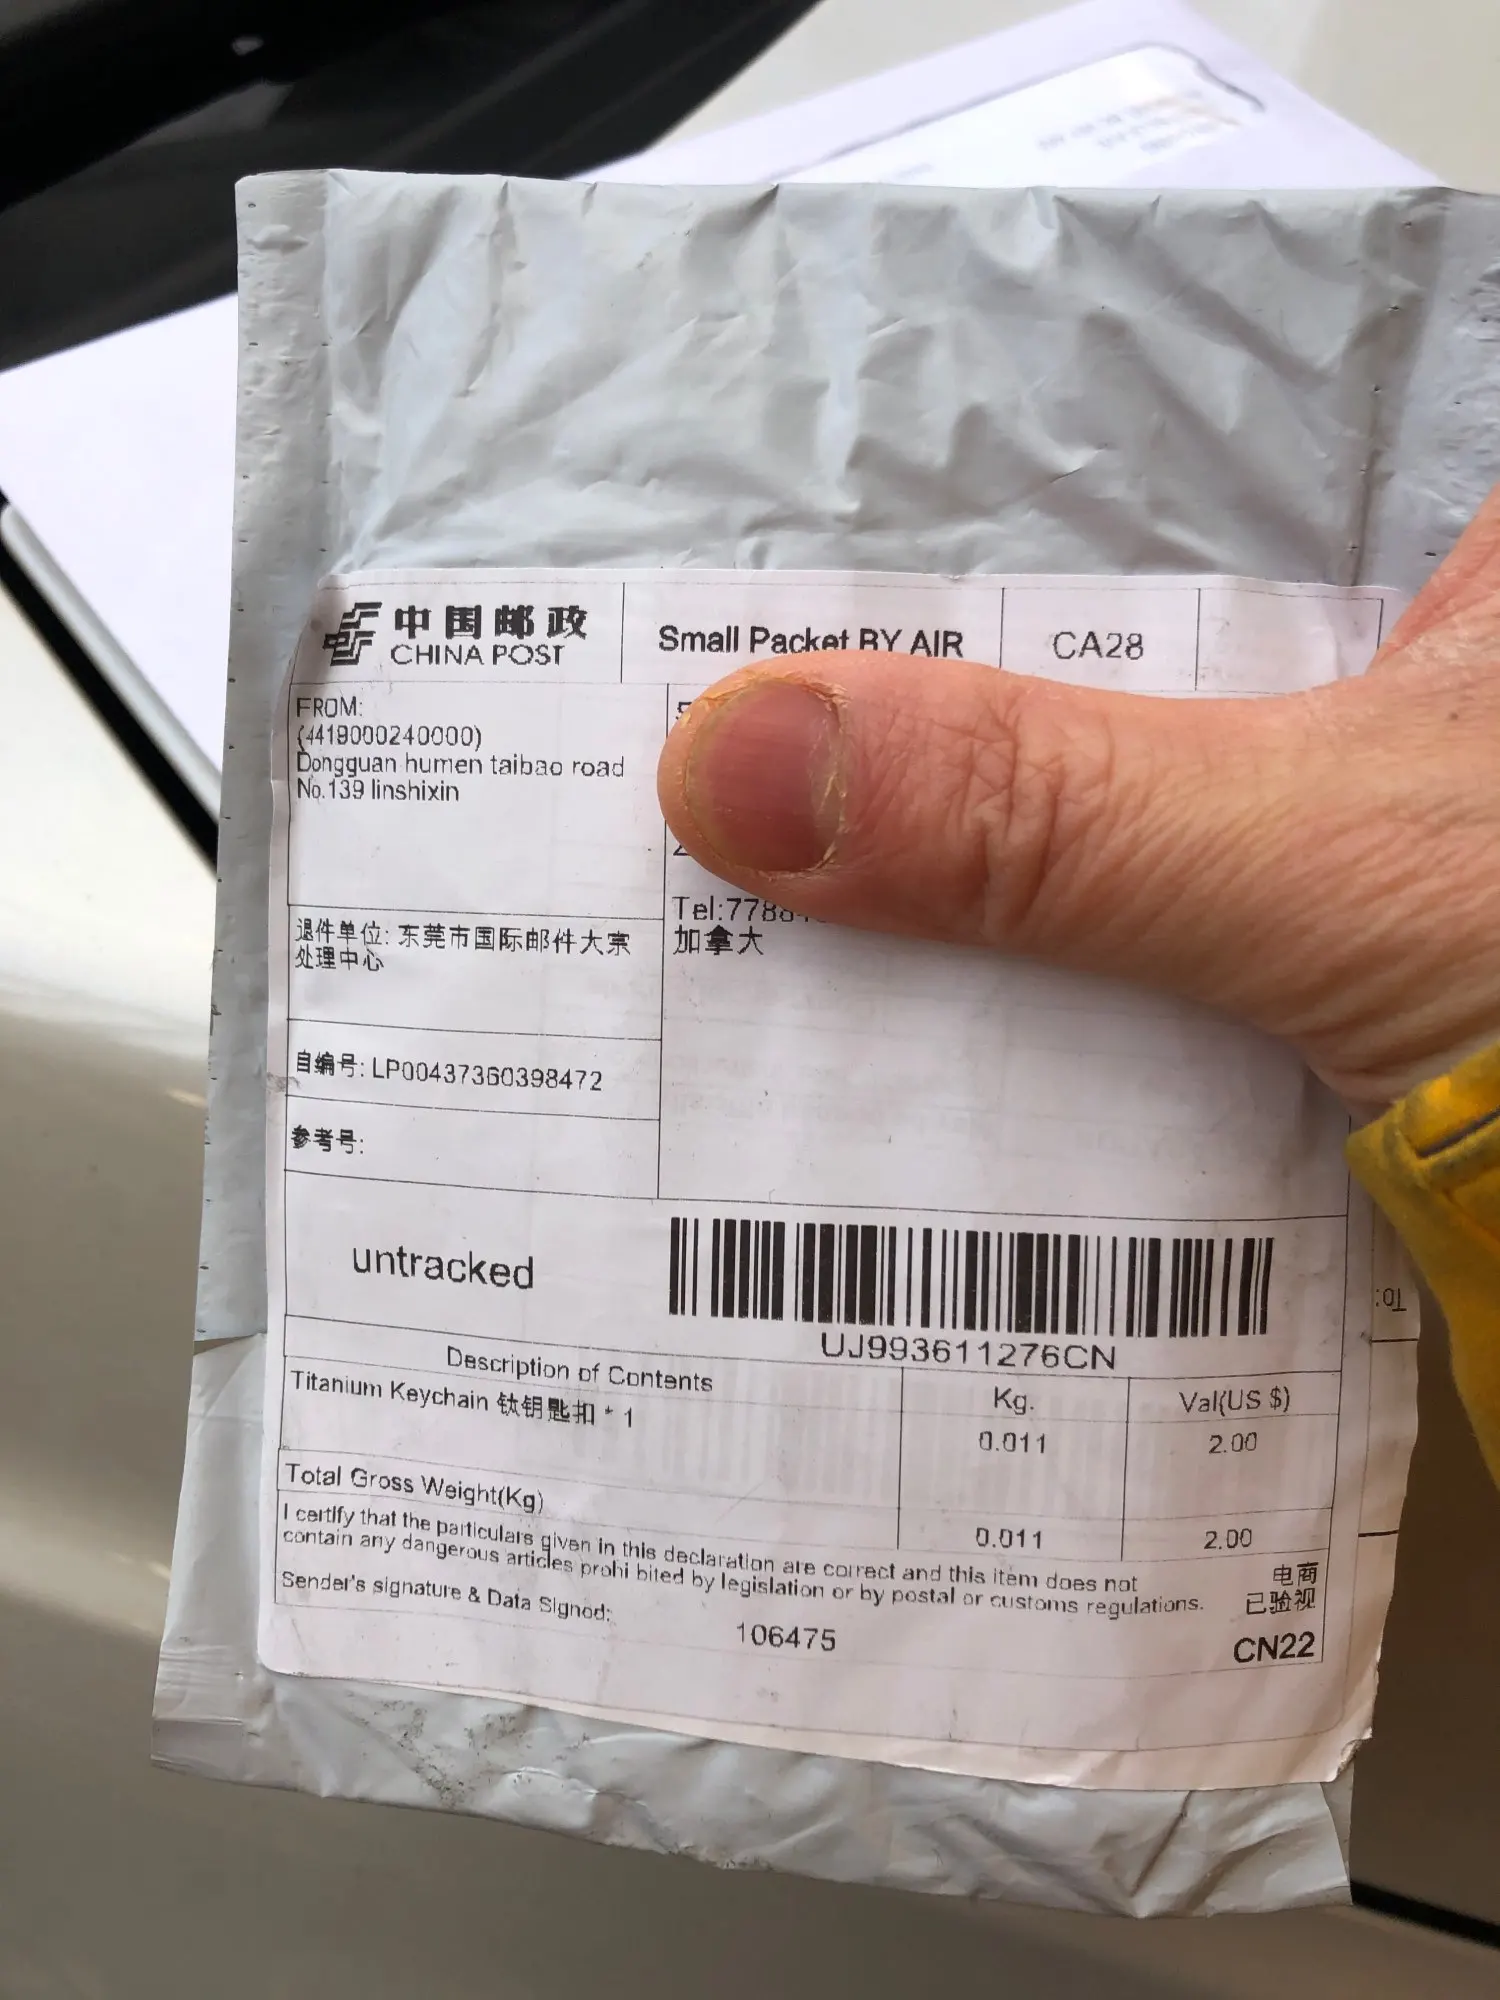 中国邮政
CHINA POST
Small Packet BY AIR
CA28
FROM:
(4419000240000)
Dongguan humen taibao road
No.139 linshixin
Tel:7788
加拿大
退件单位: 东莞市国际邮件大宗
处理中心
自编号: LP00437360398472
参考号:
untracked
UJ993611276CN
Description of Contents
Kg.
Val(US $)
Titanium Keychain 钛钥匙扣 * 1
0.011
2.00
Total Gross Weight(Kg)
0.011
2.00
I certify that the particulars given in this declaration are correct and this item does not
contain any dangerous articles prohi bited by legislation or by postal or customs regulations.
Sender's signature & Data Signed:
106475
电商
已验视
CN22
TO: